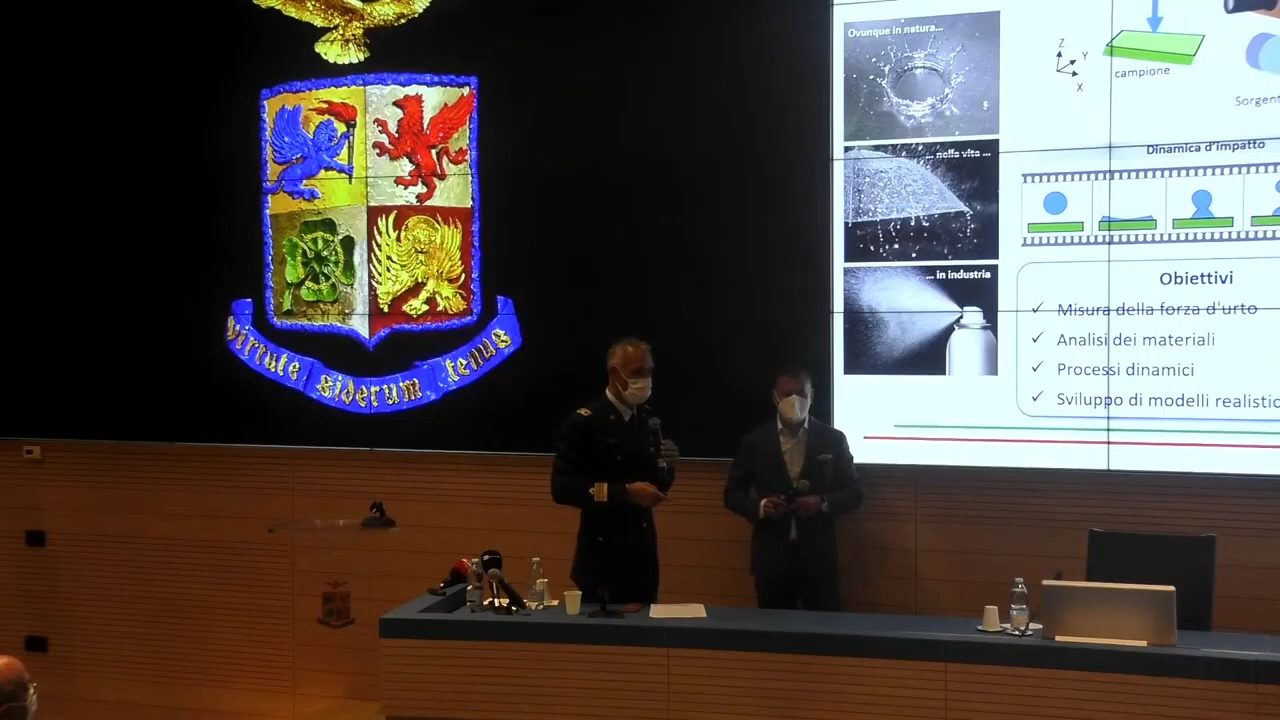 virtute siderum tenus
Ovunque in natura...
... nella vita ...
... in industria
Z
Y
X
campione
Sorgent
Dinamica d'impatto
Obiettivi
✓ Misura della forza d'urto
✓ Analisi dei materiali
✓ Processi dinamici
✓ Sviluppo di modelli realistic